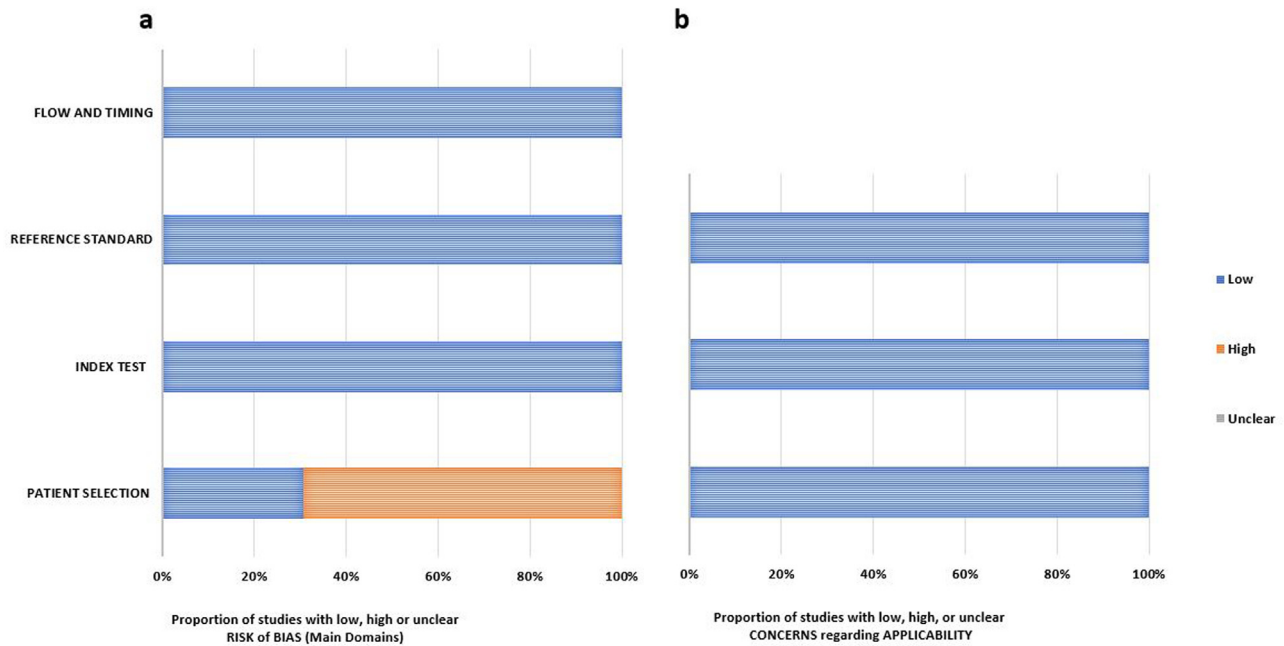 a
FLOW AND TIMING
REFERENCE STANDARD
INDEX TEST
PATIENT SELECTION
0% 20% 40% 60% 80% 100%
Proportion of studies with low, high or unclear
RISK of BIAS (Main Domains)
b
0% 20% 40% 60% 80% 100%
Proportion of studies with low, high, or unclear
CONCERNS regarding APPLICABILITY
Low
High
Unclear